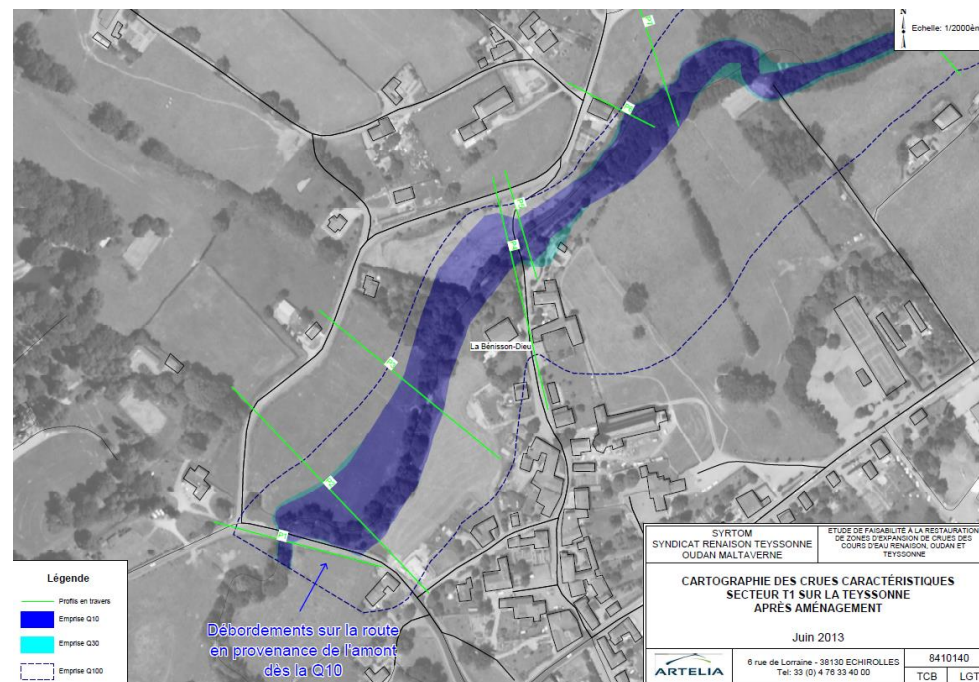 N
Echelle: 1/2000èm
La Bénisson-Dieu
Débordements sur la route
en provenance de l'amont
dès la Q10
Légende
Profils en travers
Emprise Q10
Emprise Q30
Emprise Q100
SYRTOM
SYNDICAT RENAISON TEYSSONNE
OUDAN MALTAVERNE
ETUDE DE FAISABILITÉ À LA RESTAURATION
DE ZONES D'EXPANSION DE CRUES DES
COURS D'EAU RENAISON, OUDAN ET
TEYSSONNE
CARTOGRAPHIE DES CRUES CARACTÉRISTIQUES
SECTEUR T1 SUR LA TEYSSONNE
APRÈS AMÉNAGEMENT
Juin 2013
ARTELIA
6 rue de Lorraine - 38130 ECHIROLLES
Tel: 33 (0) 4 76 33 40 00
8410140
TCB
LG